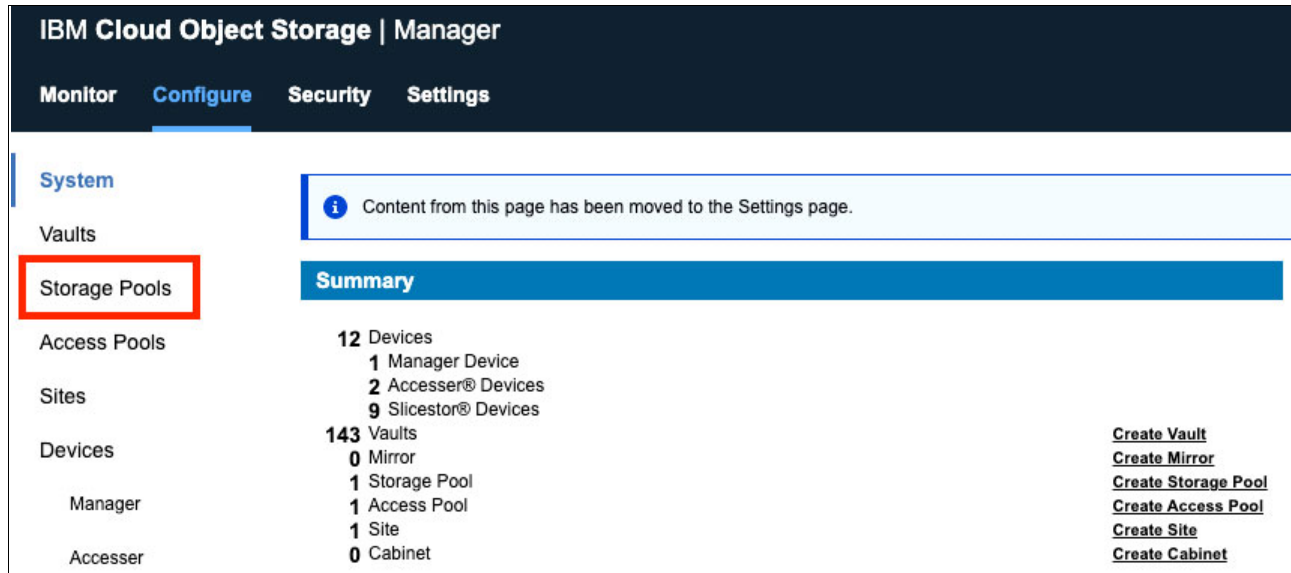 IBM Cloud Object Storage | Manager
Monitor Configure Security Settings
System
Vaults
Storage Pools
Access Pools
Sites
Devices
Manager
Accesser
Content from this page has been moved to the Settings page.
Summary
12 Devices
1 Manager Device
2 Accesser® Devices
9 Slicestor® Devices
143 Vaults Create Vault
0 Mirror Create Mirror
1 Storage Pool Create Storage Pool
1 Access Pool Create Access Pool
1 Site Create Site
0 Cabinet Create Cabinet